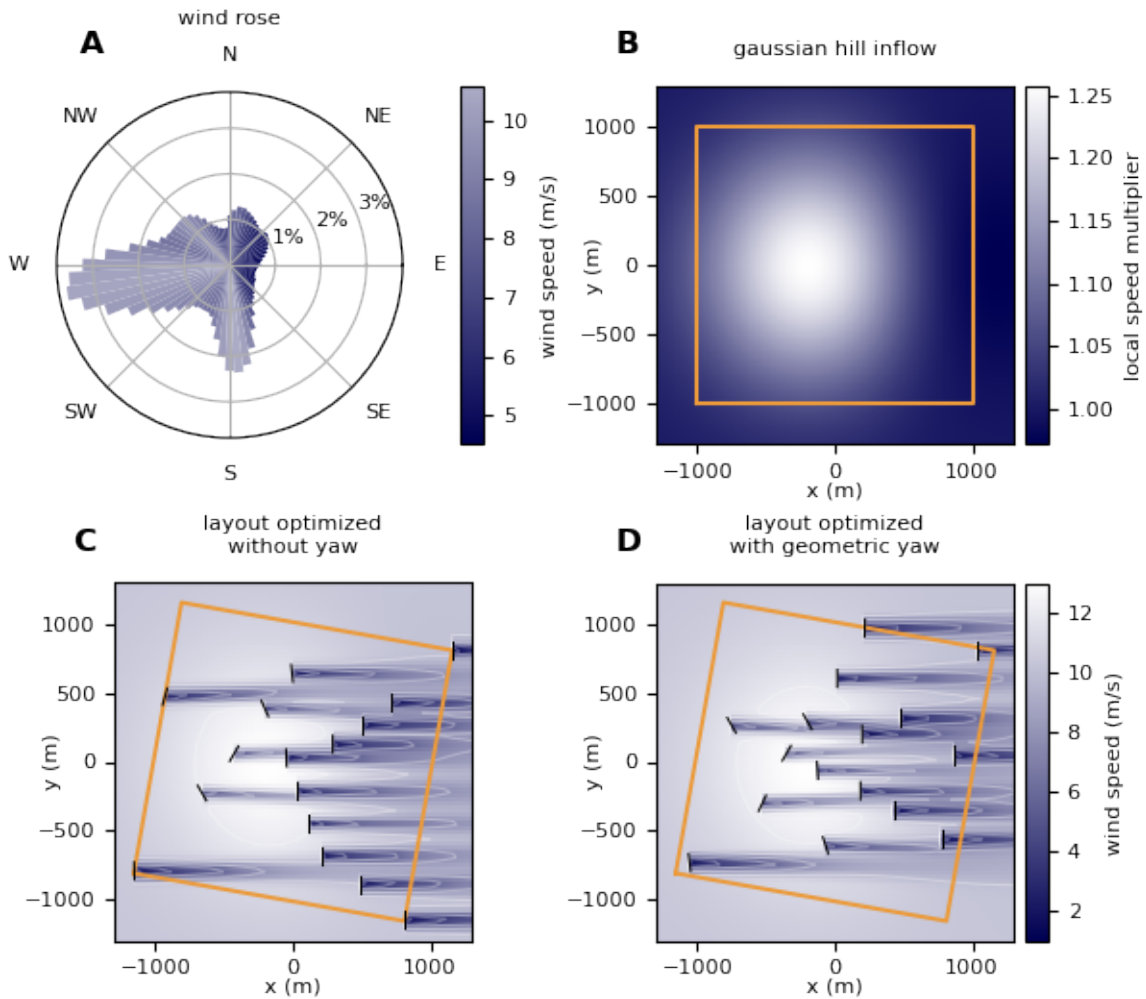 wind rose
A
N
NW
NE
W
E
SW
SE
S
1%
2%
3%
10
9
8
7
6
5
wind speed (m/s)
B
gaussian hill inflow
1000
500
0
−500
−1000
y (m)
−1000
0
1000
x (m)
1.25
1.20
1.15
1.10
1.05
1.00
local speed multiplier
C
layout optimized
without yaw
1000
500
0
−500
−1000
y (m)
−1000
0
1000
x (m)
D
layout optimized
with geometric yaw
1000
500
0
−500
−1000
y (m)
−1000
0
1000
x (m)
12
10
8
6
4
2
wind speed (m/s)